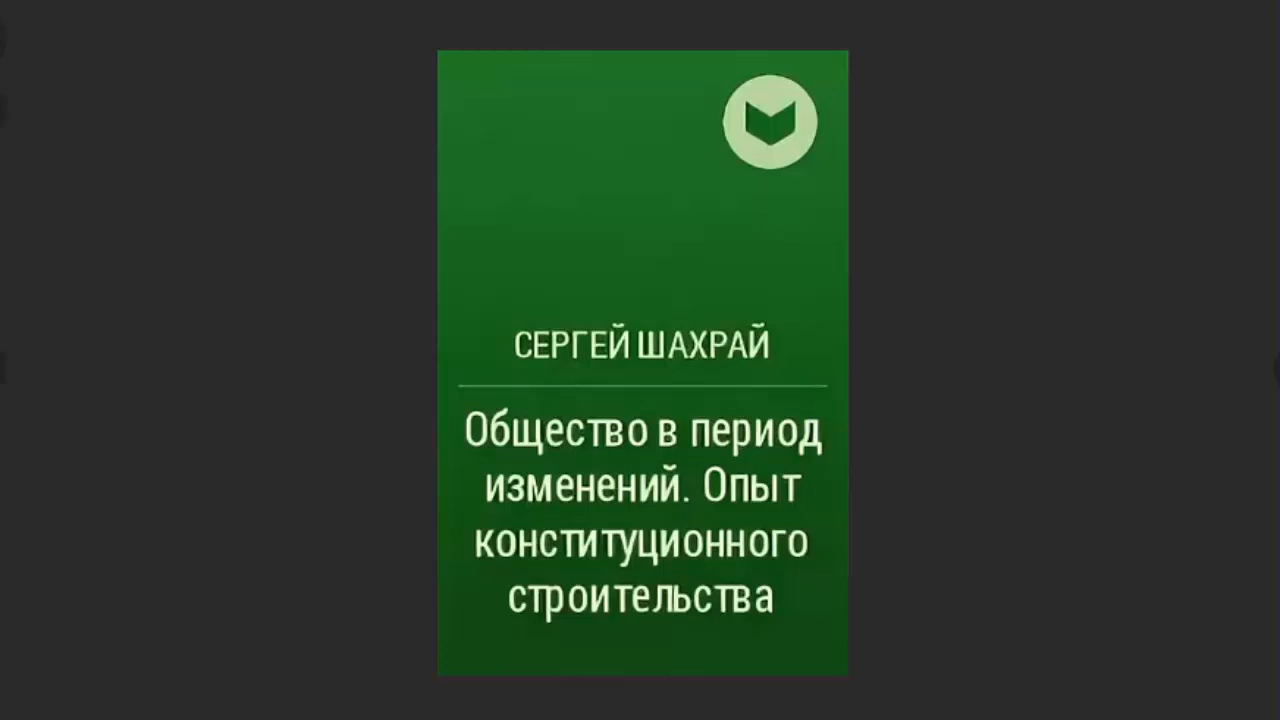 СЕРГЕЙ ШАХРАЙ
Общество в период
изменений. Опыт
конституционного
строительства